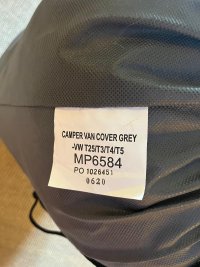 CAMPER VAN COVER GREY
-VW T25/T3/T4/T5
MP6584
PO 1026451
0620